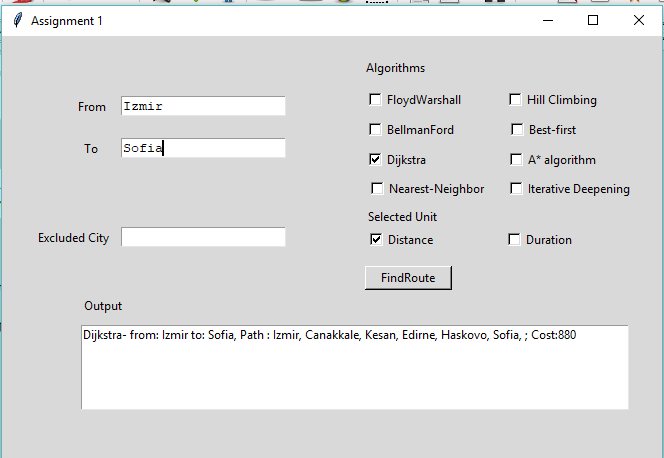 Assignment 1
Algorithms
From Izmir
FloydWarshall Hill Climbing
BellmanFord Best-first
To Sofia
Dijkstra A* algorithm
Nearest-Neighbor Iterative Deepening
Selected Unit
Excluded City
Distance Duration
FindRoute
Output
Dijkstra- from: Izmir to: Sofia, Path : Izmir, Canakkale, Kesan, Edirne, Haskovo, Sofia, ; Cost:880